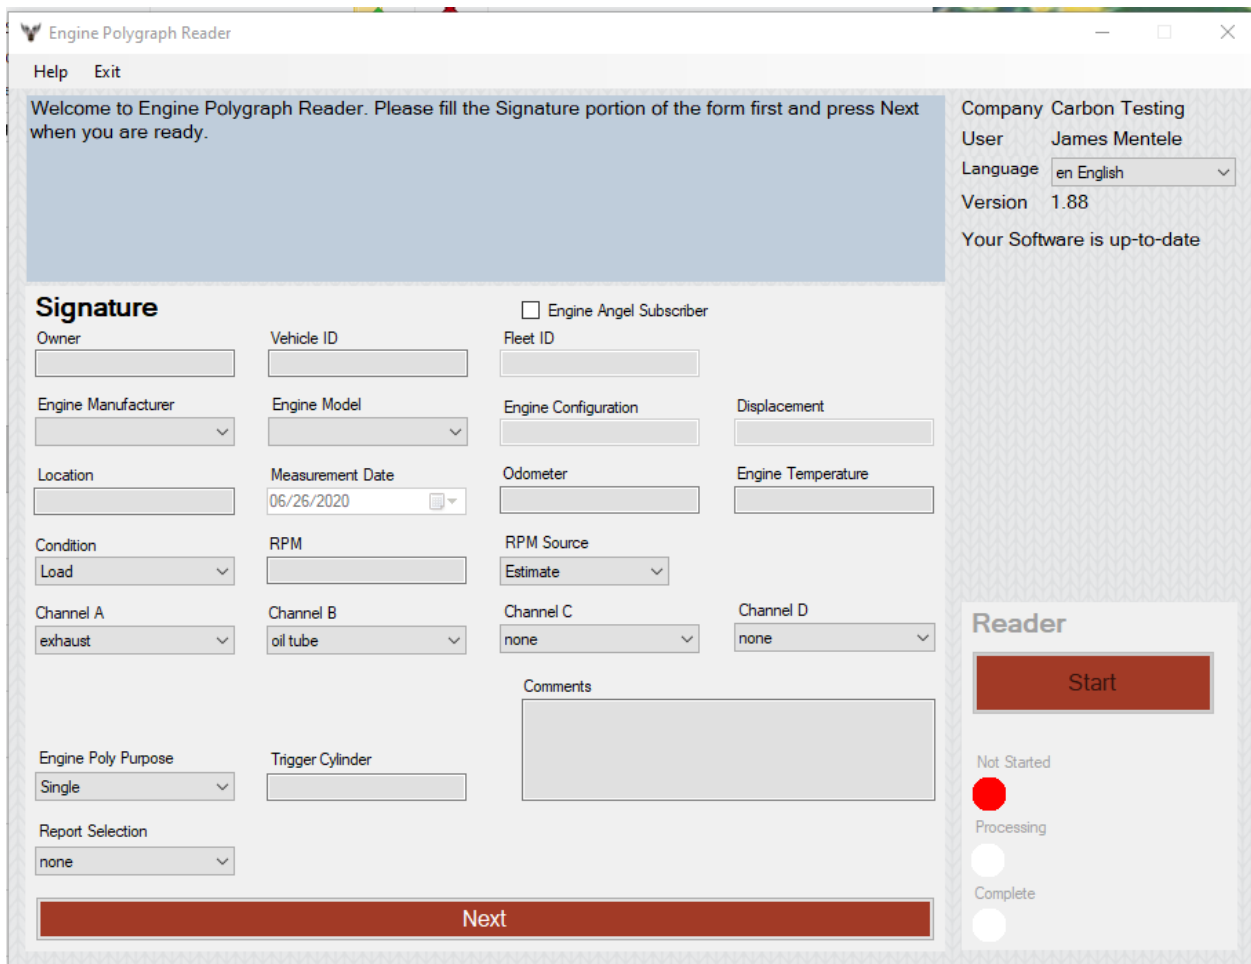 Engine Polygraph Reader
Help Exit
Welcome to Engine Polygraph Reader. Please fill the Signature portion of the form first and press Next
when you are ready.
Company Carbon Testing
User James Mentele
Language en English
Version 1.88
Your Software is up-to-date
Signature
Engine Angel Subscriber
Owner Vehicle ID Fleet ID
Engine Manufacturer Engine Model Engine Configuration Displacement
Location Measurement Date Odometer Engine Temperature
06/26/2020
Condition RPM RPM Source
Load Estimate
Channel A Channel B Channel C Channel D
exhaust oil tube none none
Comments
Engine Poly Purpose Trigger Cylinder
Single
Report Selection
none
Next
Reader
Start
Not Started
Processing
Complete